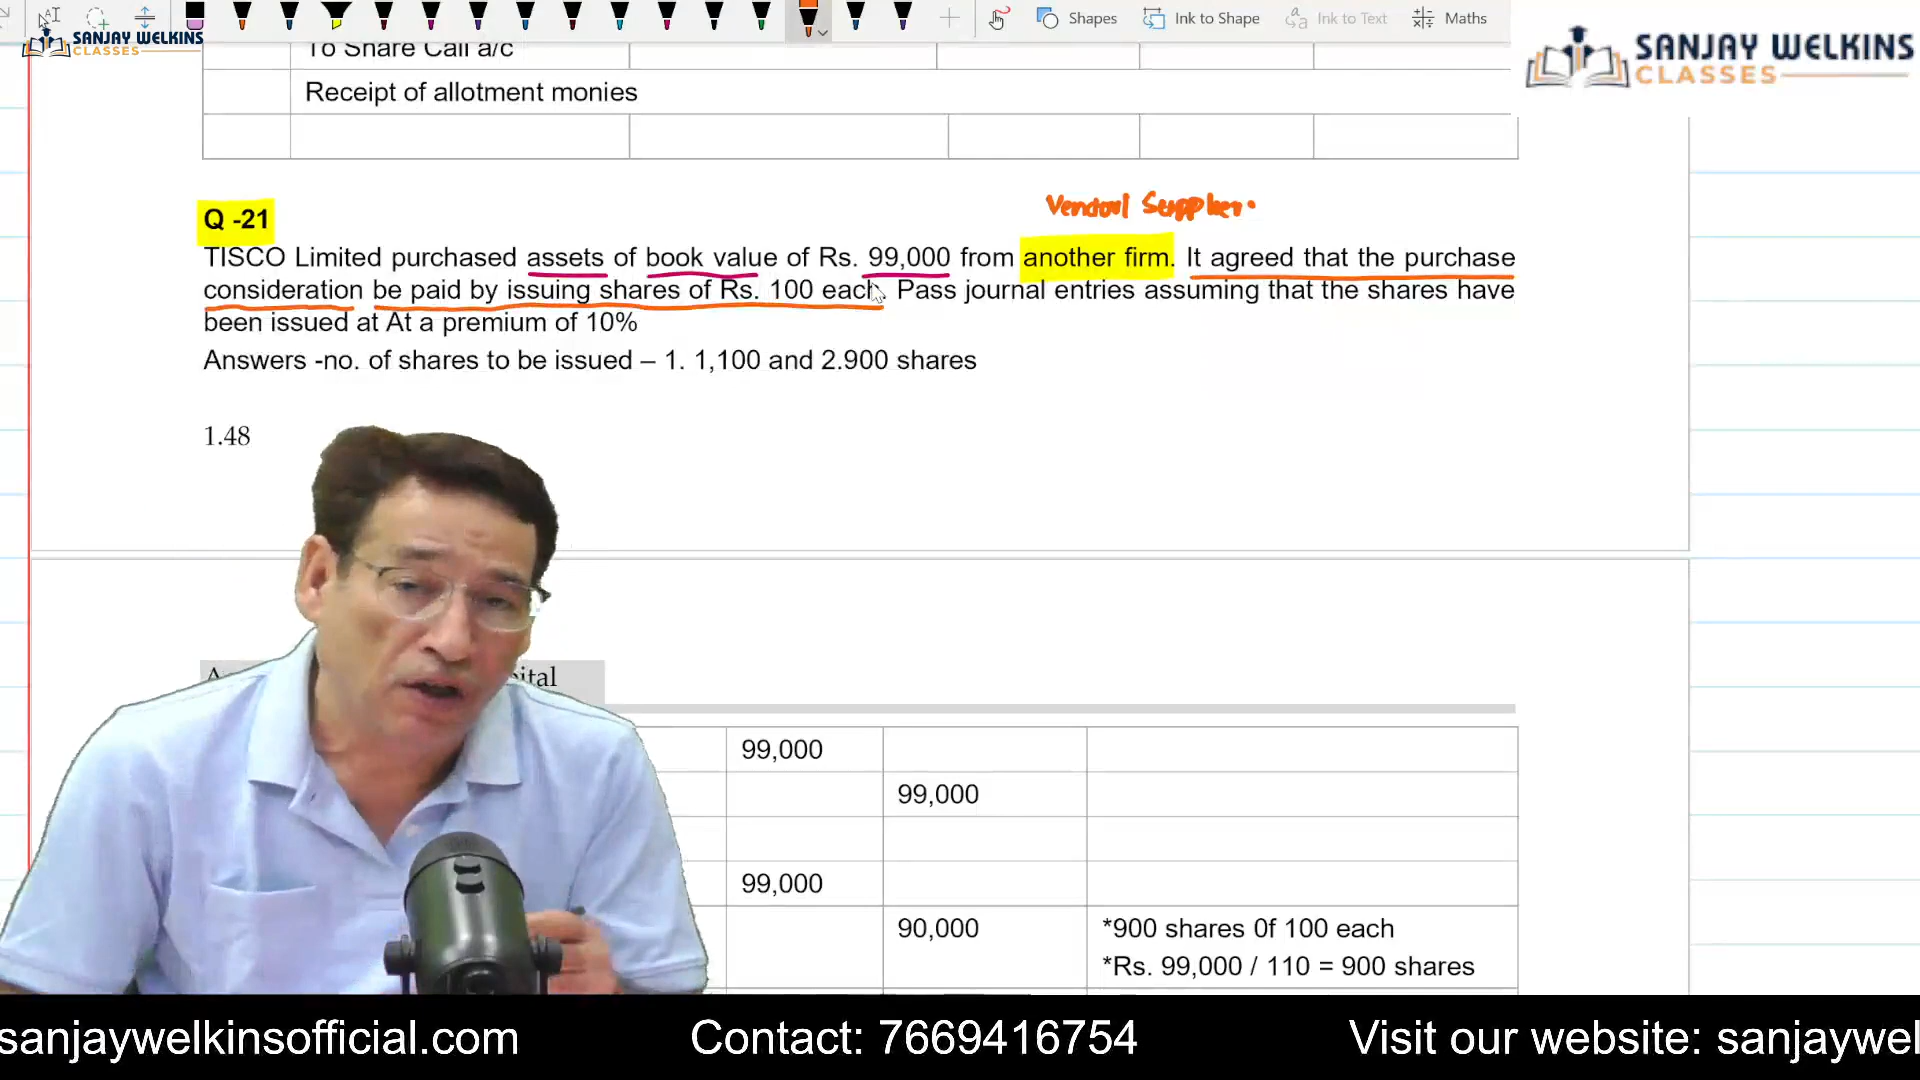 Shapes
Ink to Shape
Ink to Text
Maths
SANJAY WELKINS
CLASSES
SANJAY WELKINS
CLASSES
To Share Call a/c
Receipt of allotment monies
Q -21
TISCO Limited purchased assets of book value of Rs. 99,000 from another firm. It agreed that the purchase
consideration be paid by issuing shares of Rs. 100 each. Pass journal entries assuming that the shares have
been issued at At a premium of 10%
Answers -no. of shares to be issued – 1. 1,100 and 2.900 shares
1.48
99,000
99,000
99,000
90,000
*900 shares 0f 100 each
*Rs. 99,000 / 110 = 900 shares
sanjaywelkinsofficial.com
Contact: 7669416754
Visit our website: sanjaywel